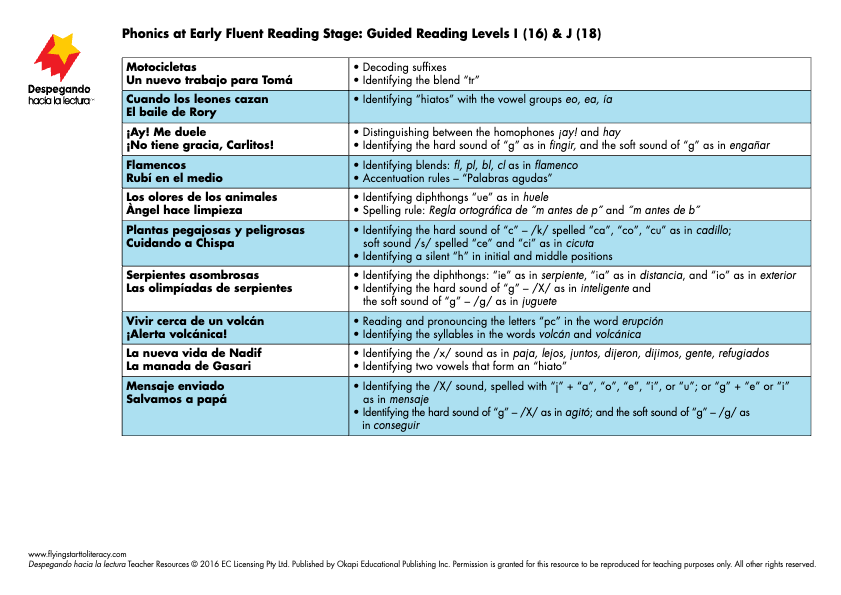 Phonics at Early Fluent Reading Stage: Guided Reading Levels I (16) & J (18)
Despegando
hacia la lectura™
Motocicletas
Un nuevo trabajo para Tomá
• Decoding suffixes
• Identifying the blend “tr”
Cuando los leones cazan
El baile de Rory
• Identifying “hiatos” with the vowel groups eo, ea, ía
¡Ay! Me duele
¡No tiene gracia, Carlitos!
• Distinguishing between the homophones ¡ay! and hay
• Identifying the hard sound of “g” as in fingir, and the soft sound of “g” as in engañar
Flamencos
Rubí en el medio
• Identifying blends: fl, pl, bl, cl as in flamenco
• Accentuation rules – “Palabras agudas”
Los olores de los animales
Àngel hace limpieza
• Identifying diphthongs “ue” as in huele
• Spelling rule: Regla ortográfica de “m antes de p” and “m antes de b”
Plantas pegajosas y peligrosas
Cuidando a Chispa
• Identifying the hard sound of “c” – /k/ spelled “ca”, “co”, “cu” as in cadillo;
soft sound /s/ spelled “ce” and “ci” as in cicuta
• Identifying a silent “h” in initial and middle positions
Serpientes asombrosas
Las olimpíadas de serpientes
• Identifying the diphthongs: “ie” as in serpiente, “ia” as in distancia, and “io” as in exterior
• Identifying the hard sound of “g” – /X/ as in inteligente and
the soft sound of “g” – /g/ as in juguete
Vivir cerca de un volcán
¡Alerta volcánica!
• Reading and pronouncing the letters “pc” in the word erupción
• Identifying the syllables in the words volcán and volcánica
La nueva vida de Nadif
La manada de Gasari
• Identifying the /x/ sound as in paja, lejos, juntos, dijeron, dijimos, gente, refugiados
• Identifying two vowels that form an “hiato”
Mensaje enviado
Salvamos a papá
• Identifying the /X/ sound, spelled with “j” + “a”, “o”, “e”, “i”, or “u”; or “g” + “e” or “i”
as in mensaje
• Identifying the hard sound of “g” – /X/ as in agitó; and the soft sound of “g” – /g/ as
in conseguir
www.flyingstarttoliteracy.com
Despegando hacia la lectura Teacher Resources © 2016 EC Licensing Pty Ltd. Published by Okapi Educational Publishing Inc. Permission is granted for this resource to be reproduced for teaching purposes only. All other rights reserved.